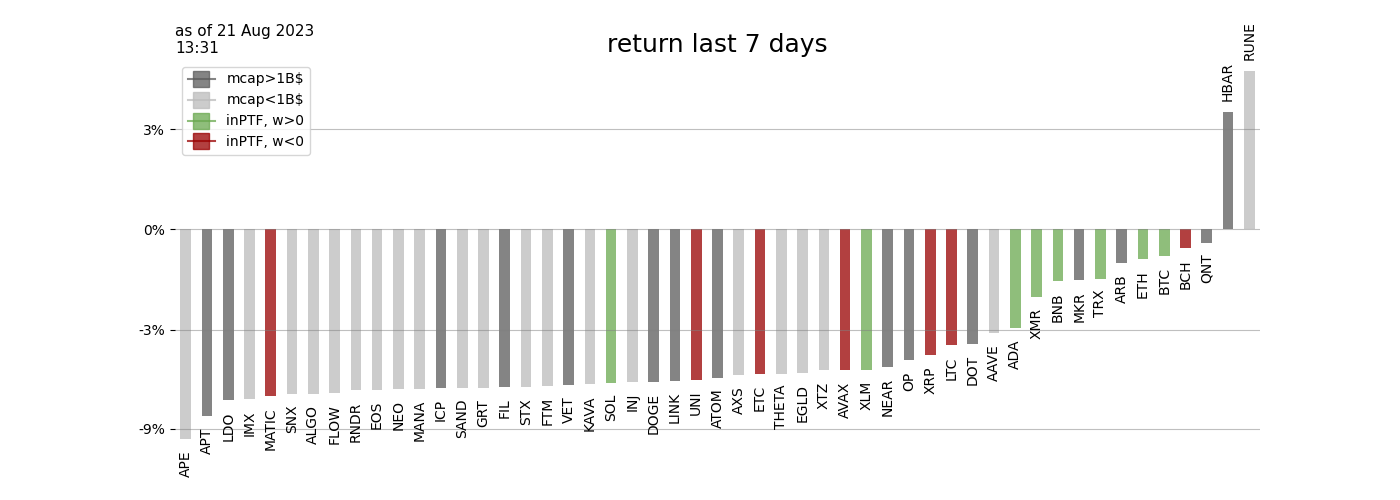 as of 21 Aug 2023
13:31
return last 7 days
mcap>1B$
mcap<1B$
inPTF, w>0
inPTF, w<0
3%
0%
-3%
-9%
APE
APT
LDO
IMX
MATIC
SNX
ALGO
FLOW
RNDR
EOS
NEO
MANA
ICP
SAND
GRT
FIL
STX
FTM
VET
KAVA
SOL
INJ
DOGE
LINK
UNI
ATOM
AXS
ETC
THETA
EGLD
XTZ
AVAX
XLM
NEAR
OP
XRP
LTC
DOT
AAVE
ADA
XMR
BNB
MKR
TRX
ARB
ETH
BTC
BCH
QNT
HBAR
RUNE